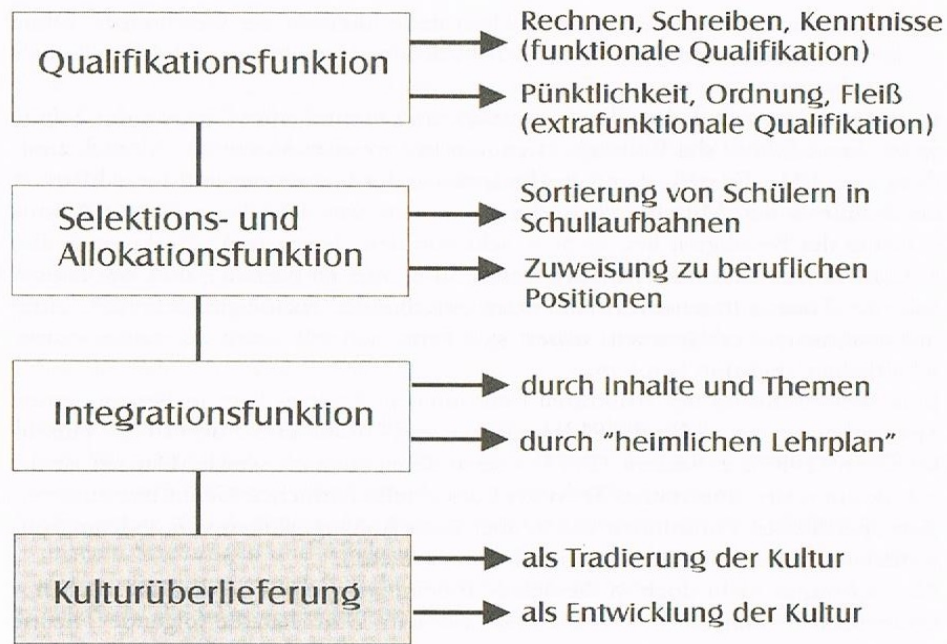 Qualifikationsfunktion
Rechnen, Schreiben, Kenntnisse
(funktionale Qualifikation)
Pünktlichkeit, Ordnung, Fleiß
(extrafunktionale Qualifikation)
Selektions- und
Allokationsfunktion
Sortierung von Schülern in
Schullaufbahnen
Zuweisung zu beruflichen
Positionen
Integrationsfunktion
durch Inhalte und Themen
durch "heimlichen Lehrplan"
Kulturüberlieferung
als Tradierung der Kultur
als Entwicklung der Kultur